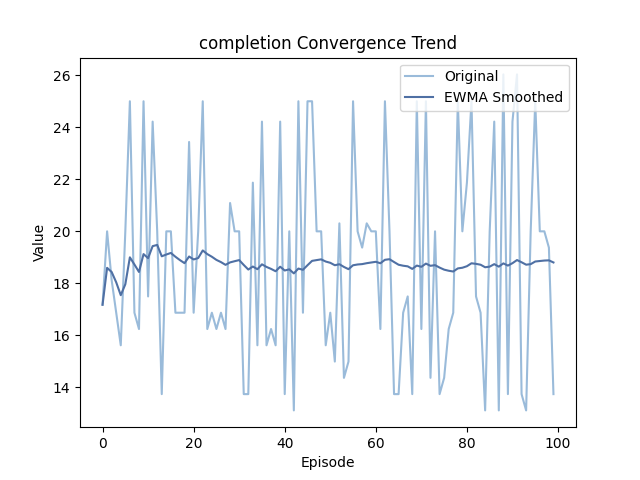 completion Convergence Trend
Original
EWMA Smoothed
Value
26
24
22
20
18
16
14
0 20 40 60 80 100
Episode